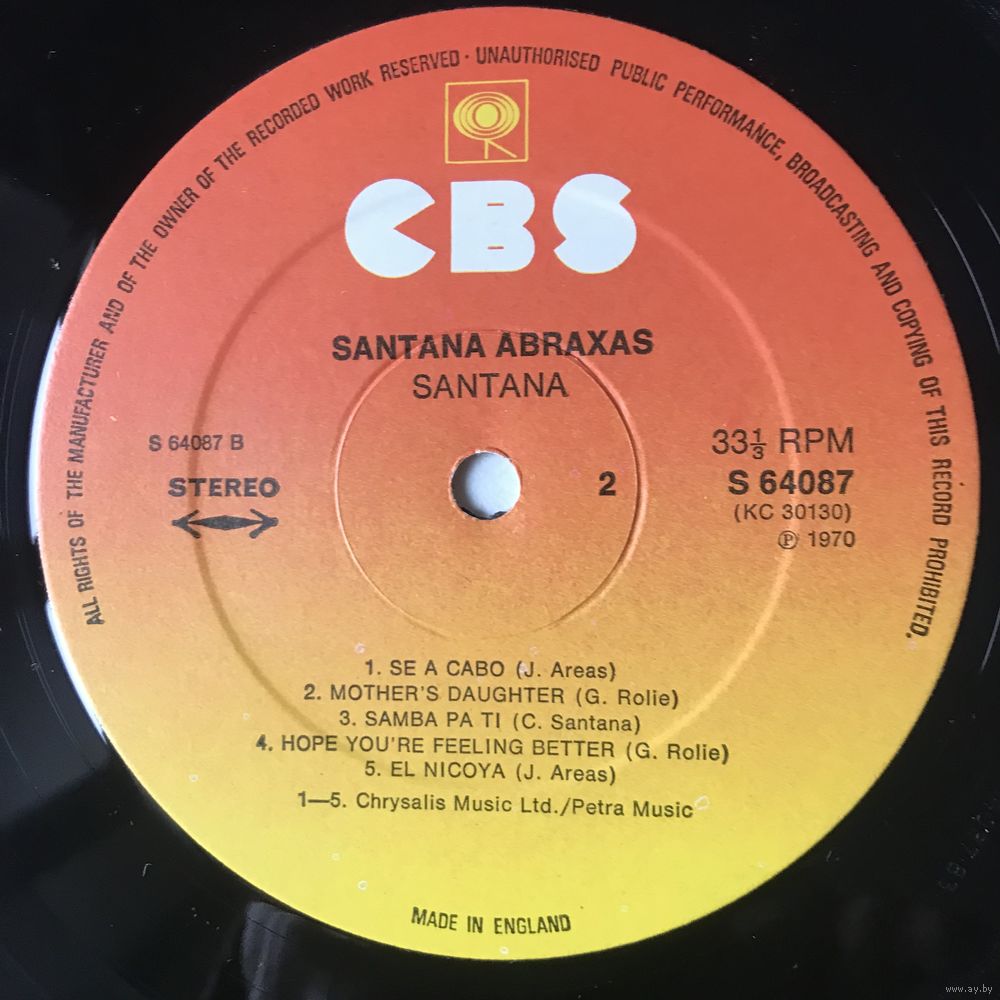 ALL RIGHTS OF THE MANUFACTURER AND OF THE OWNER OF THE RECORDED WORK RESERVED · UNAUTHORISED PUBLIC PERFORMANCE, BROADCASTING AND COPYING OF THIS RECORD PROHIBITED.
CBS
SANTANA ABRAXAS
SANTANA
S 64087 B
STEREO
2
33⅓ RPM
S 64087
(KC 30130)
℗ 1970
1. SE A CABO (J. Areas)
2. MOTHER'S DAUGHTER (G. Rolie)
3. SAMBA PA TI (C. Santana)
4. HOPE YOU'RE FEELING BETTER (G. Rolie)
5. EL NICOYA (J. Areas)
1—5. Chrysalis Music Ltd./Petra Music
MADE IN ENGLAND
www.ay.by